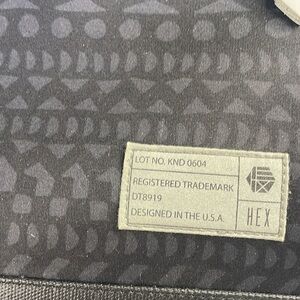 LOT NO. KND 0604
REGISTERED TRADEMARK
DT8919
DESIGNED IN THE U.S.A.
HEX